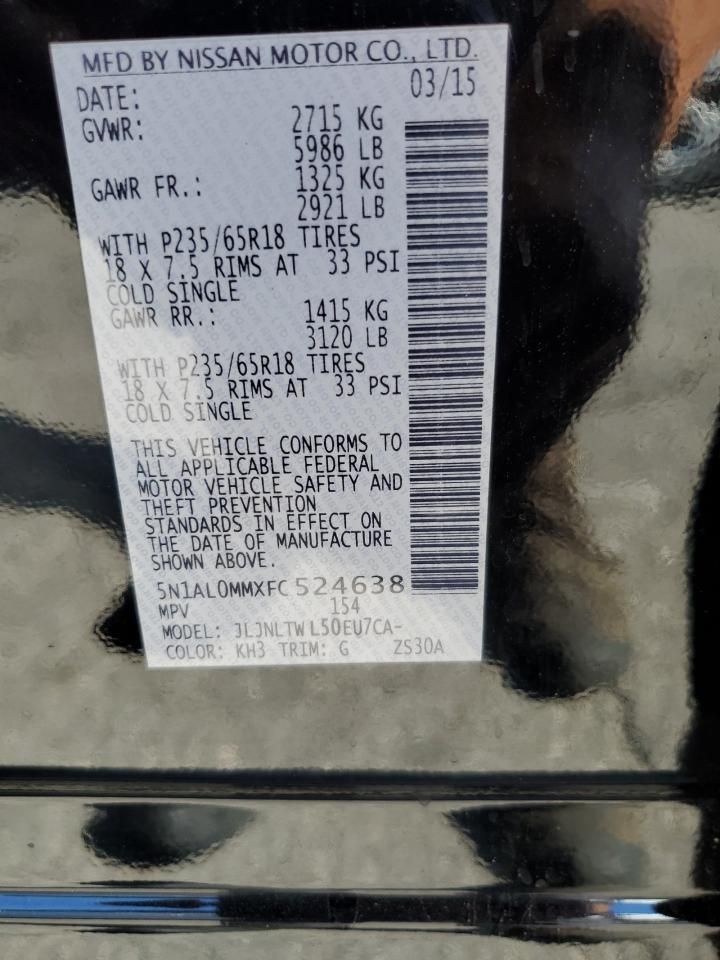 MFD BY NISSAN MOTOR CO., LTD.
DATE: 03/15
GVWR: 2715 KG
5986 LB
GAWR FR.: 1325 KG
2921 LB
WITH P235/65R18 TIRES
18 X 7.5 RIMS AT 33 PSI
COLD SINGLE
GAWR RR.: 1415 KG
3120 LB
WITH P235/65R18 TIRES
18 X 7.5 RIMS AT 33 PSI
COLD SINGLE
THIS VEHICLE CONFORMS TO
ALL APPLICABLE FEDERAL
MOTOR VEHICLE SAFETY AND
THEFT PREVENTION
STANDARDS IN EFFECT ON
THE DATE OF MANUFACTURE
SHOWN ABOVE.
5N1AL0MMXFC524638
MPV 154
MODEL: JLJNLTWL50EU7CA-
COLOR: KH3 TRIM: G ZS30A